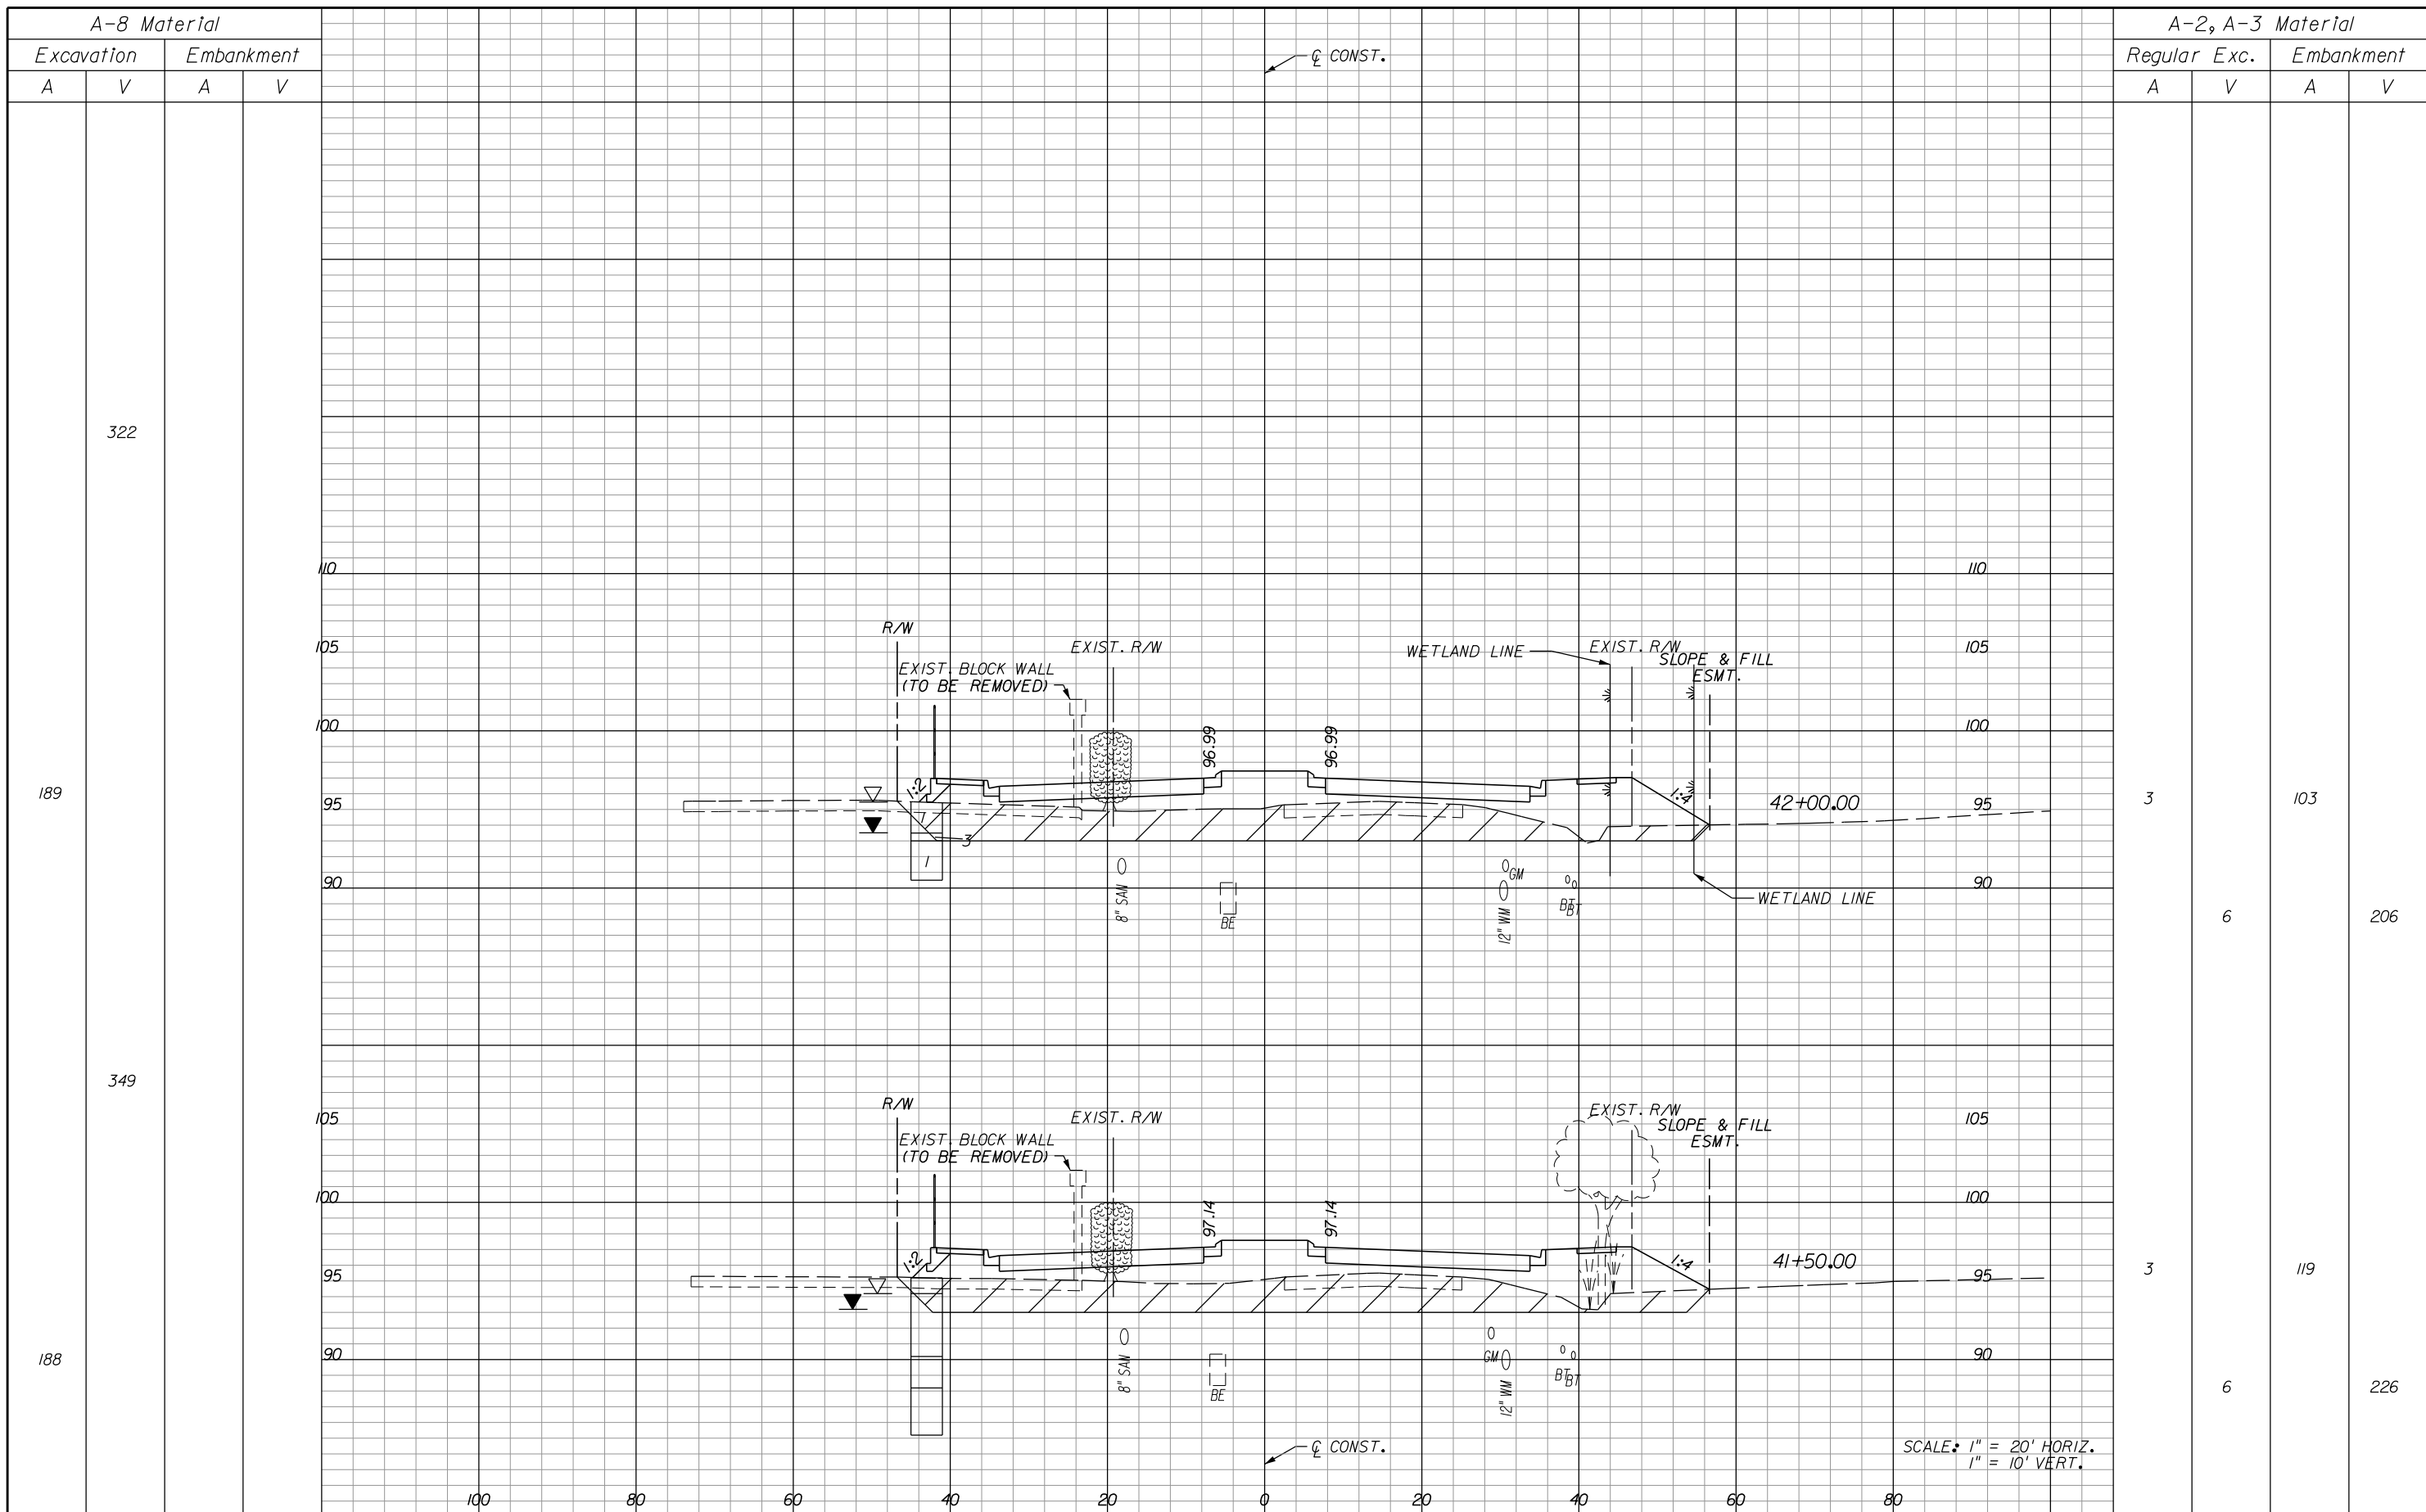 A-8 Material
Excavation Embankment
A V A V
A-2, A-3 Material
Regular Exc. Embankment
A V A V
℄ CONST.
322
110 110
R/W
105 EXIST. R/W WETLAND LINE EXIST. R/W 105
SLOPE & FILL
ESMT.
EXIST. BLOCK WALL
(TO BE REMOVED)
100 96.99 96.99 100
189 1:2 1:4 3 103
95 42+00.00 95
1
3
1
90 GM 90
8" SAN BE 12" WM BT BT WETLAND LINE
6 206
349
R/W
105 EXIST. R/W EXIST. R/W 105
SLOPE & FILL
ESMT.
EXIST. BLOCK WALL
(TO BE REMOVED)
100 97.14 97.14 100
1:2 1:4 41+50.00 3 119
95 95
188 90 GM 90
8" SAN BE 12" WM BT BT
6 226
℄ CONST.
SCALE: 1" = 20' HORIZ.
1" = 10' VERT.
100 80 60 40 20 0 20 40 60 80